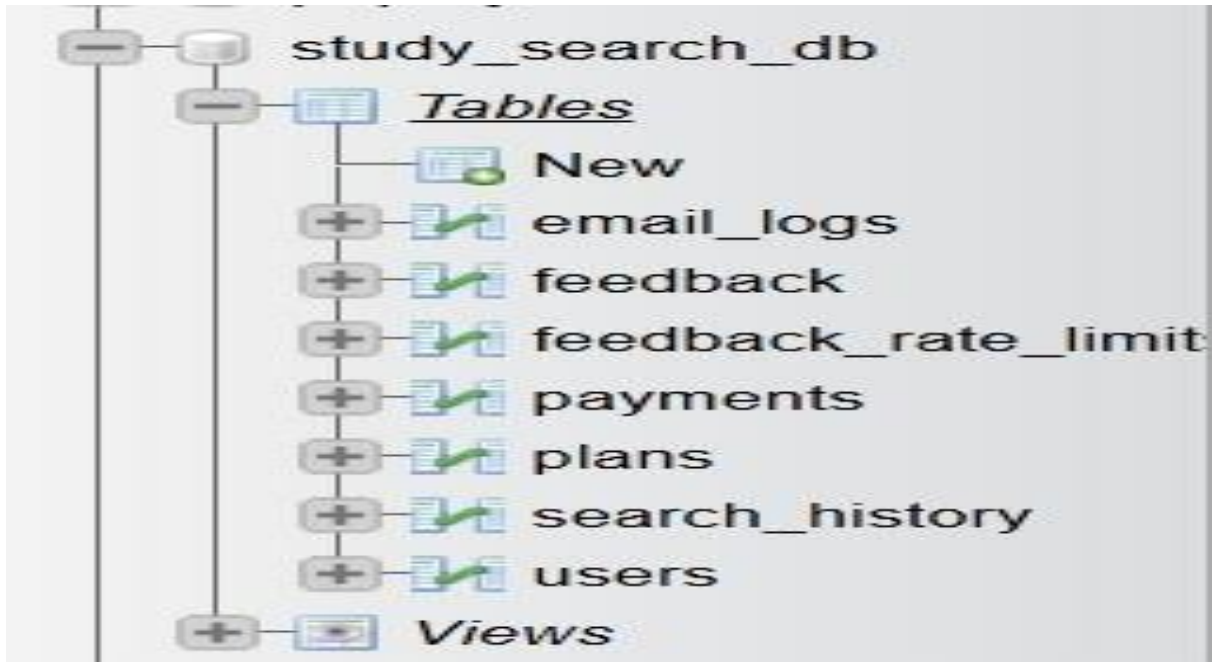 study_search_db
Tables
New
email_logs
feedback
feedback_rate_limit
payments
plans
search_history
users
Views